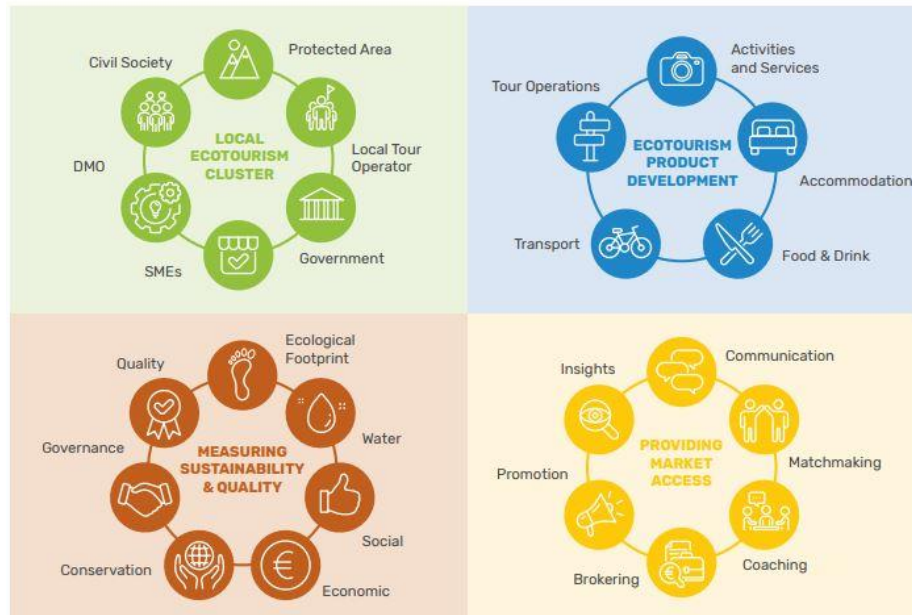 Protected Area
Civil Society
LOCAL
ECOTOURISM
CLUSTER
Local Tour
Operator
DMO
Government
SMEs
Activities
and Services
Tour Operations
ECOTOURISM
PRODUCT
DEVELOPMENT
Accommodation
Transport
Food & Drink
Ecological
Footprint
Quality
Water
Governance
MEASURING
SUSTAINABILITY
& QUALITY
Social
Conservation
Economic
Communication
Insights
PROVIDING
MARKET
ACCESS
Matchmaking
Promotion
Coaching
Brokering